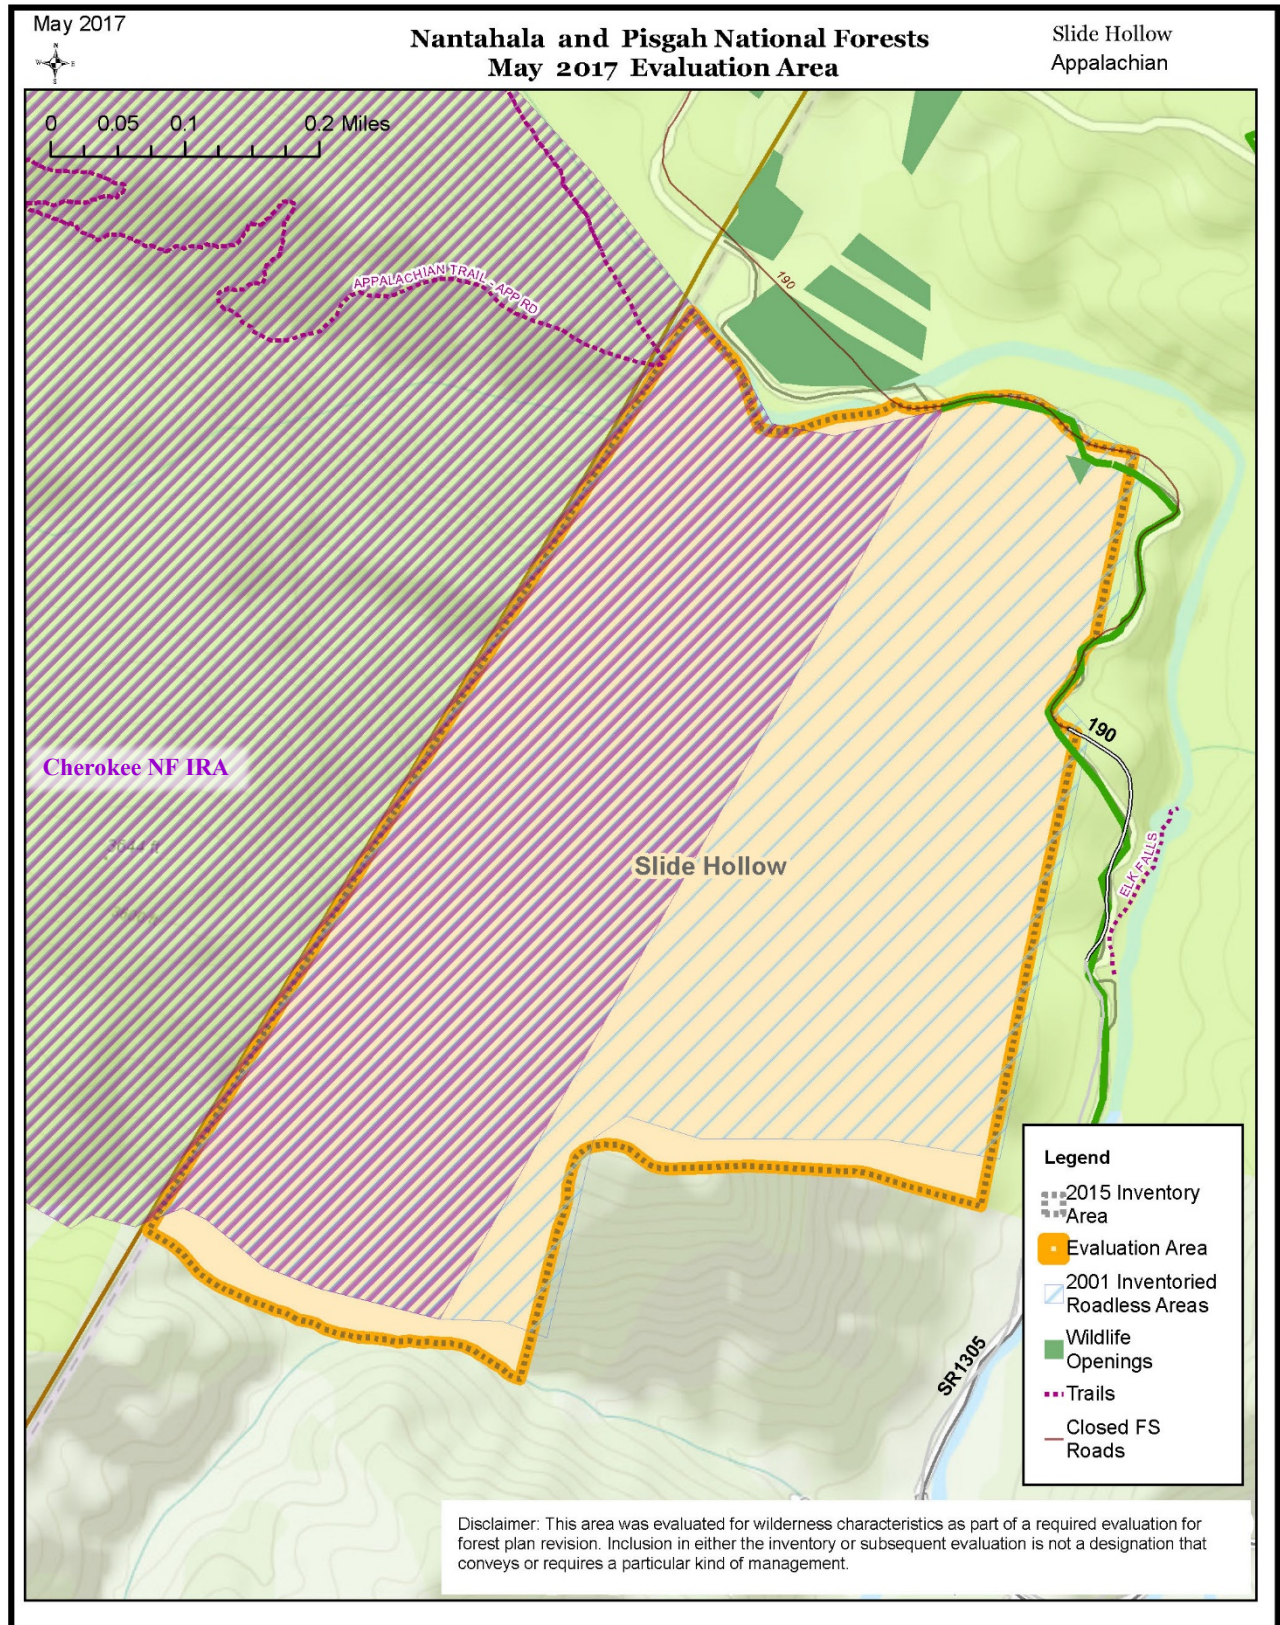 May 2017
N
W E
S
Nantahala and Pisgah National Forests
May 2017 Evaluation Area
Slide Hollow
Appalachian
0 0.05 0.1 0.2 Miles
APPALACHIAN TRAIL - APP RD
190
Cherokee NF IRA
190
3644 ft
ELK FALLS
Slide Hollow
SR1305
Legend
2015 Inventory
Area
Evaluation Area
2001 Inventoried
Roadless Areas
Wildlife
Openings
Trails
Closed FS
Roads
Disclaimer: This area was evaluated for wilderness characteristics as part of a required evaluation for
forest plan revision. Inclusion in either the inventory or subsequent evaluation is not a designation that
conveys or requires a particular kind of management.